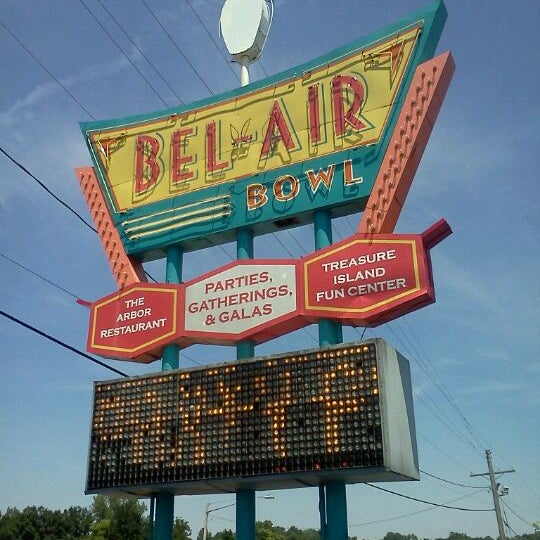 BEL-AIR
BOWL
THE
ARBOR
RESTAURANT
PARTIES,
GATHERINGS,
& GALAS
TREASURE
ISLAND
FUN CENTER